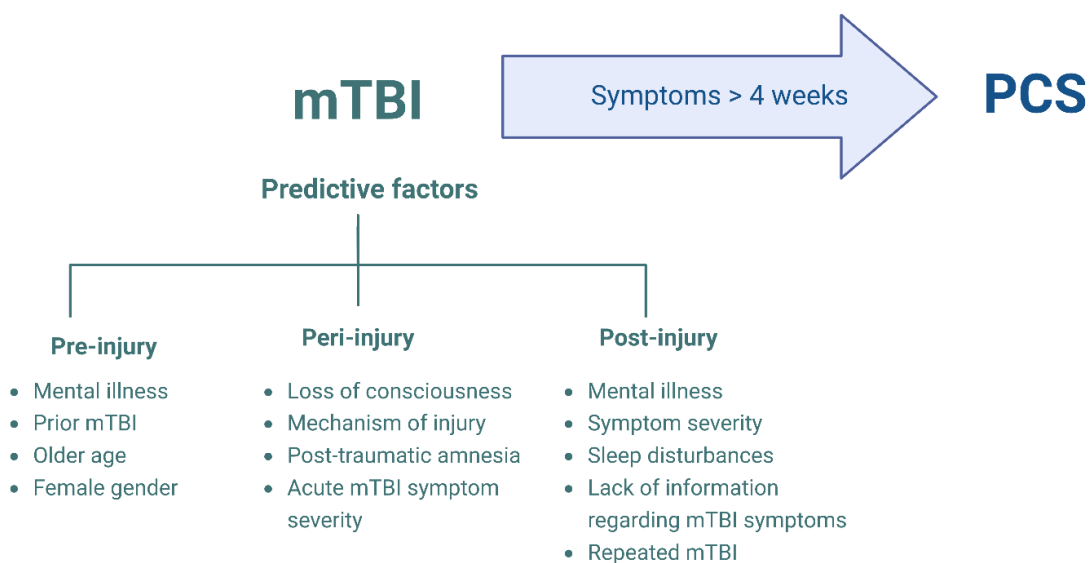 mTBI
Symptoms > 4 weeks
PCS
Predictive factors
Pre-injury
• Mental illness
• Prior mTBI
• Older age
• Female gender
Peri-injury
• Loss of consciousness
• Mechanism of injury
• Post-traumatic amnesia
• Acute mTBI symptom
severity
Post-injury
• Mental illness
• Symptom severity
• Sleep disturbances
• Lack of information
regarding mTBI symptoms
• Repeated mTBI